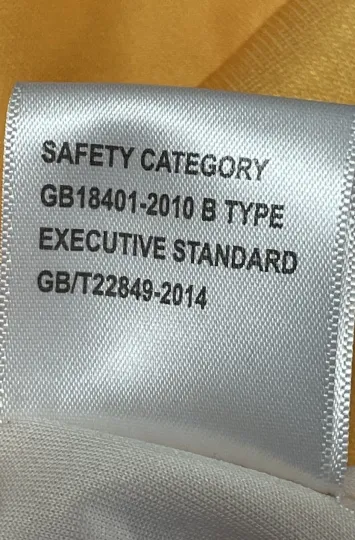 SAFETY CATEGORY
GB18401-2010 B TYPE
EXECUTIVE STANDARD
GB/T22849-2014